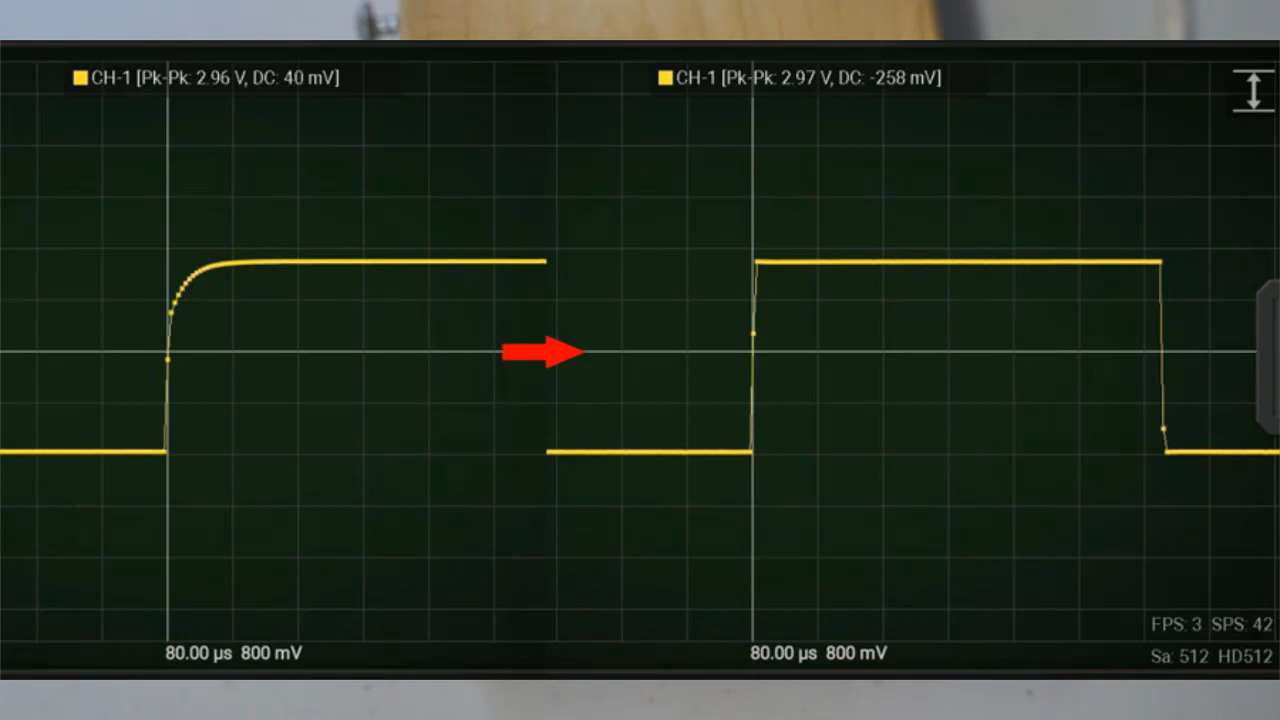 CH-1 [Pk-Pk: 2.96 V, DC: 40 mV]
CH-1 [Pk-Pk: 2.97 V, DC: -258 mV]
FPS: 3 SPS: 42
80.00 µs 800 mV
80.00 µs 800 mV
Sa: 512 HD512